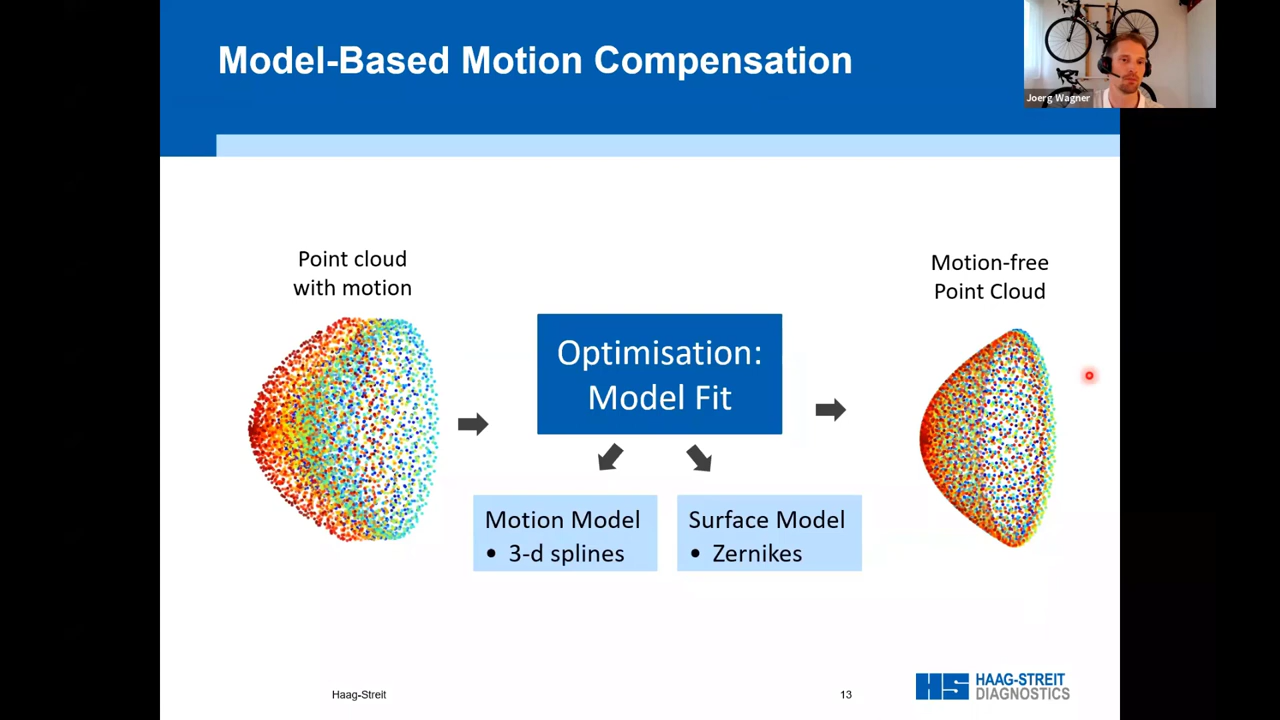 Model-Based Motion Compensation
Joerg Wagner
Point cloud
with motion
Motion-free
Point Cloud
Optimisation:
Model Fit
Motion Model
• 3-d splines
Surface Model
• Zernikes
Haag-Streit
13
HS HAAG-STREIT
DIAGNOSTICS